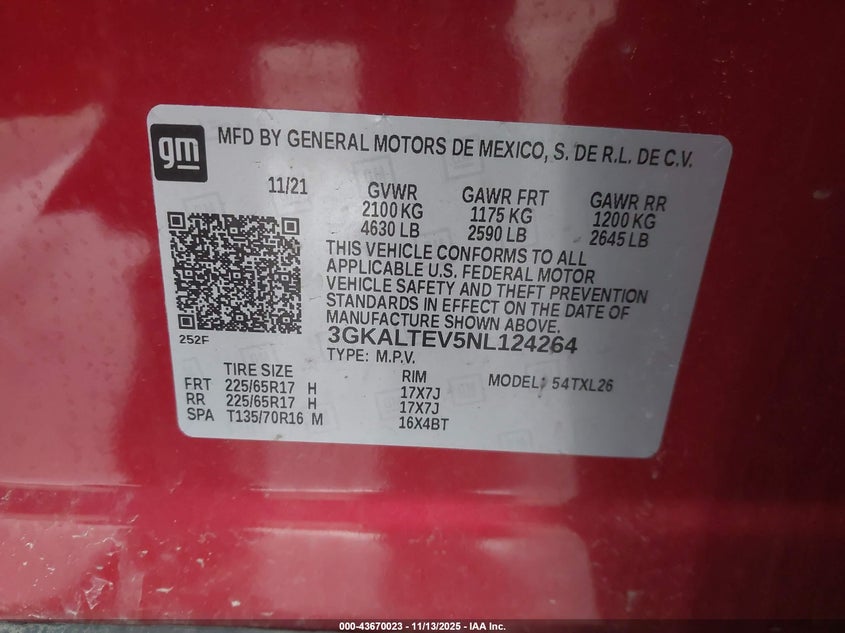 gm
MFD BY GENERAL MOTORS DE MEXICO, S. DE R.L. DE C.V.
11/21 GVWR GAWR FRT GAWR RR
2100 KG 1175 KG 1200 KG
4630 LB 2590 LB 2645 LB
THIS VEHICLE CONFORMS TO ALL
APPLICABLE U.S. FEDERAL MOTOR
VEHICLE SAFETY AND THEFT PREVENTION
STANDARDS IN EFFECT ON THE DATE OF
MANUFACTURE SHOWN ABOVE.
252F
3GKALTEV5NL124264
TYPE: M.P.V.
TIRE SIZE RIM MODEL: 54TXL26
FRT 225/65R17 H 17X7J
RR 225/65R17 H 17X7J
SPA T135/70R16 M 16X4BT
000-43670023 - 11/13/2025 - IAA Inc.